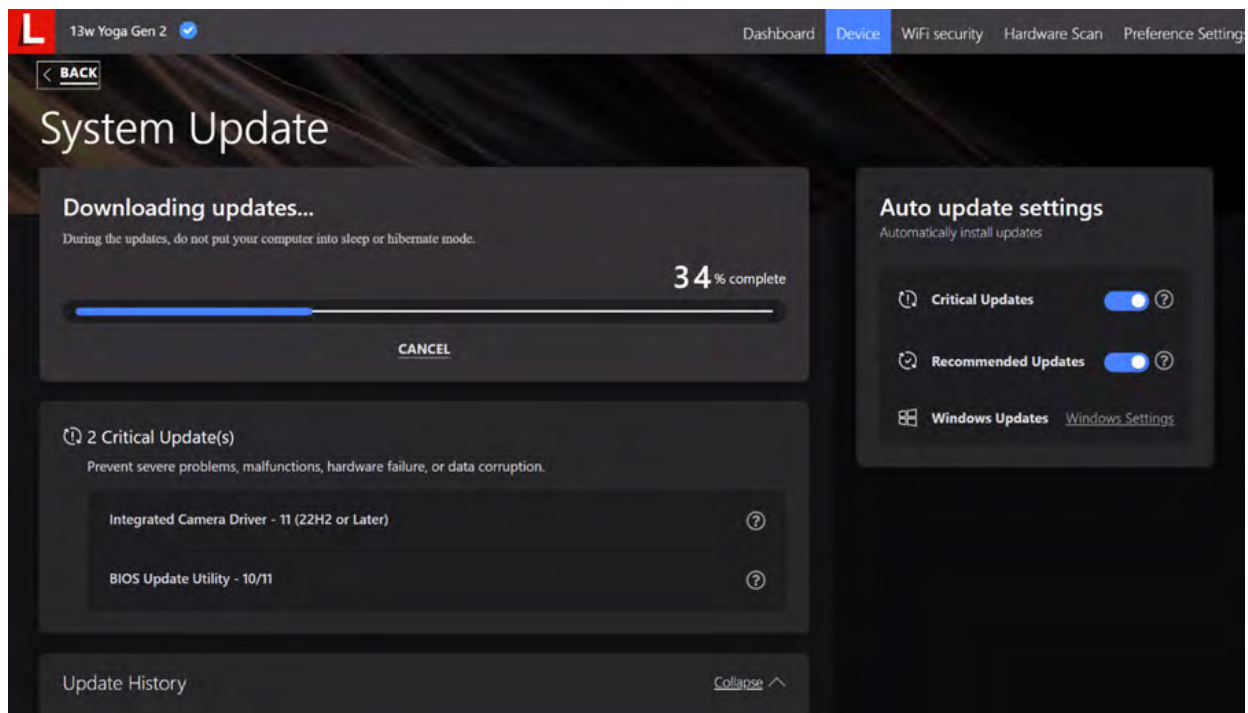 L
13w Yoga Gen 2
Dashboard Device WiFi security Hardware Scan Preference Settings
< BACK
System Update
Downloading updates...
During the updates, do not put your computer into sleep or hibernate mode.
34 % complete
CANCEL
2 Critical Update(s)
Prevent severe problems, malfunctions, hardware failure, or data corruption.
Integrated Camera Driver - 11 (22H2 or Later)
BIOS Update Utility - 10/11
Update History
Collapse
Auto update settings
Automatically install updates
Critical Updates
Recommended Updates
Windows Updates Windows Settings